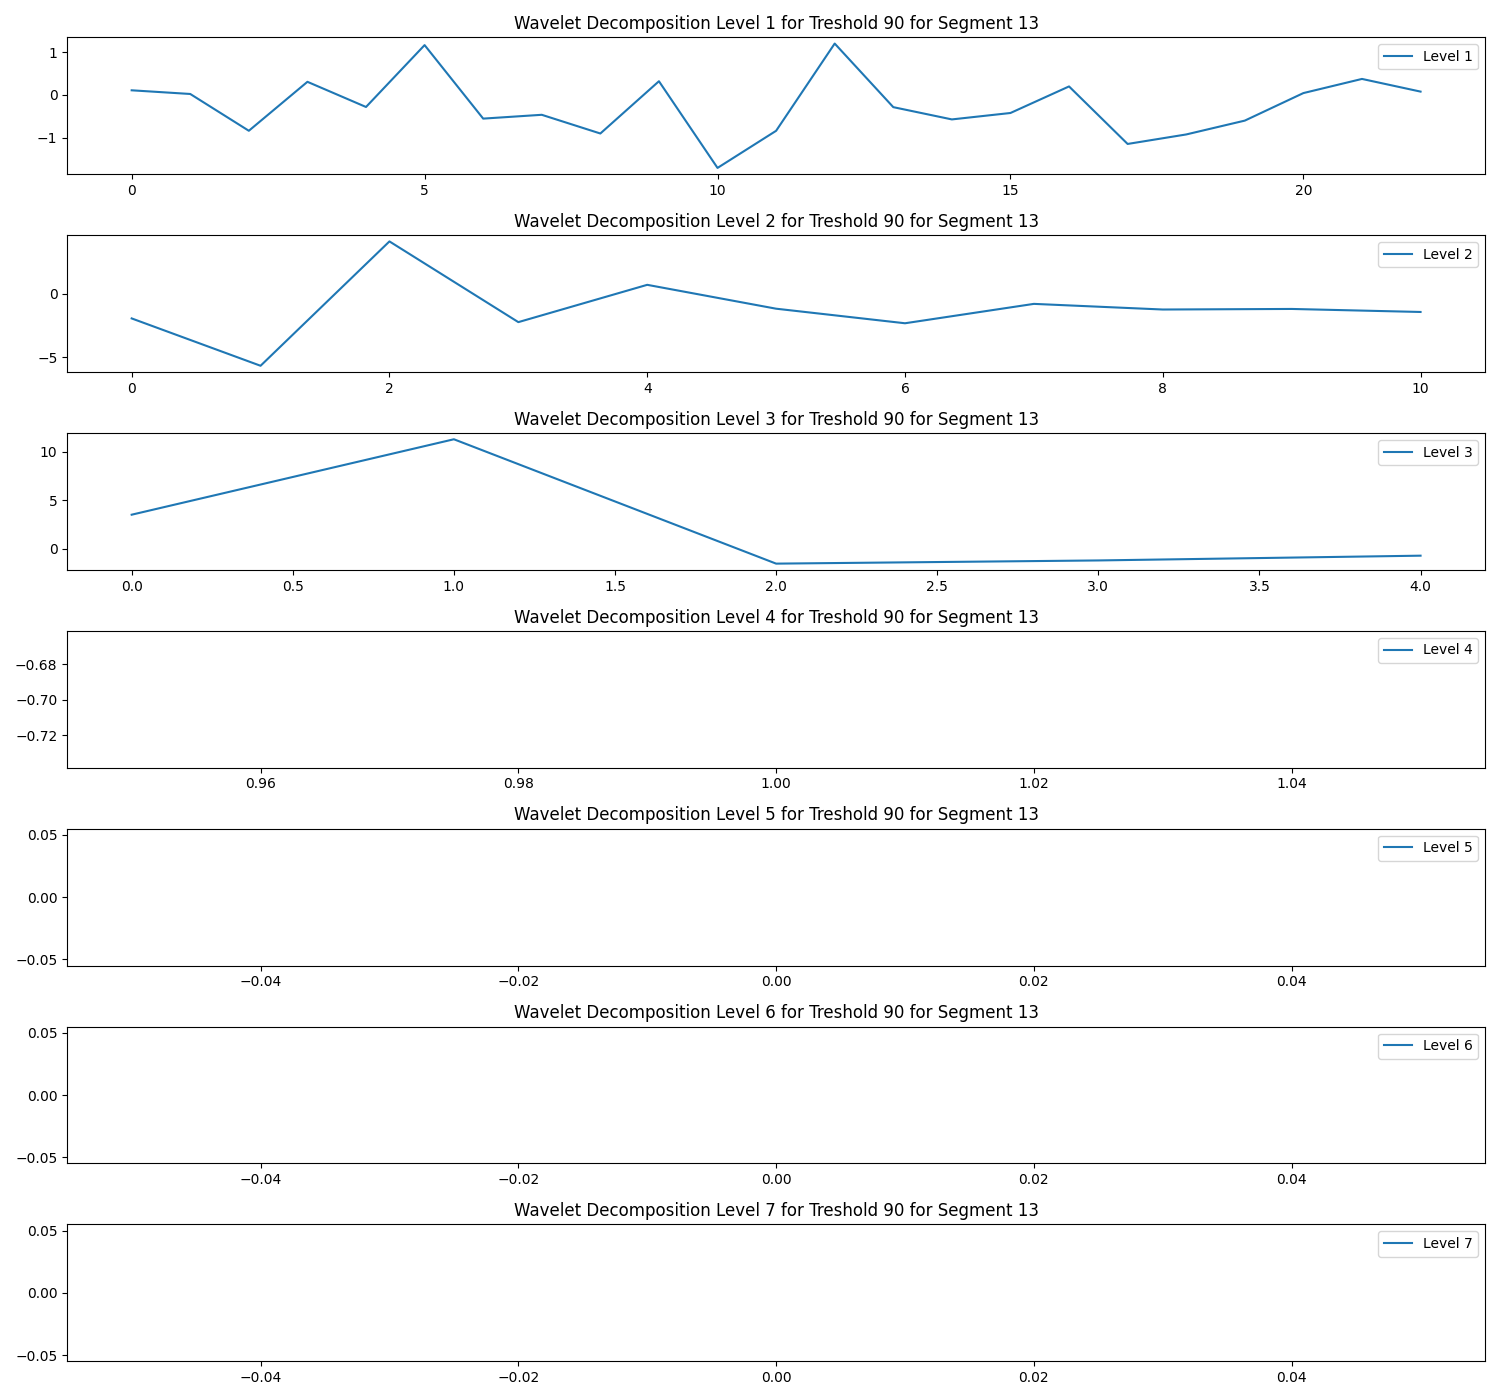 Wavelet Decomposition Level 1 for Treshold 90 for Segment 13
1
0
−1
Level 1
0 5 10 15 20
Wavelet Decomposition Level 2 for Treshold 90 for Segment 13
0
−5
Level 2
0 2 4 6 8 10
Wavelet Decomposition Level 3 for Treshold 90 for Segment 13
10
5
0
Level 3
0.0 0.5 1.0 1.5 2.0 2.5 3.0 3.5 4.0
Wavelet Decomposition Level 4 for Treshold 90 for Segment 13
−0.68
−0.70
−0.72
Level 4
0.96 0.98 1.00 1.02 1.04
Wavelet Decomposition Level 5 for Treshold 90 for Segment 13
0.05
0.00
−0.05
Level 5
−0.04 −0.02 0.00 0.02 0.04
Wavelet Decomposition Level 6 for Treshold 90 for Segment 13
0.05
0.00
−0.05
Level 6
−0.04 −0.02 0.00 0.02 0.04
Wavelet Decomposition Level 7 for Treshold 90 for Segment 13
0.05
0.00
−0.05
Level 7
−0.04 −0.02 0.00 0.02 0.04